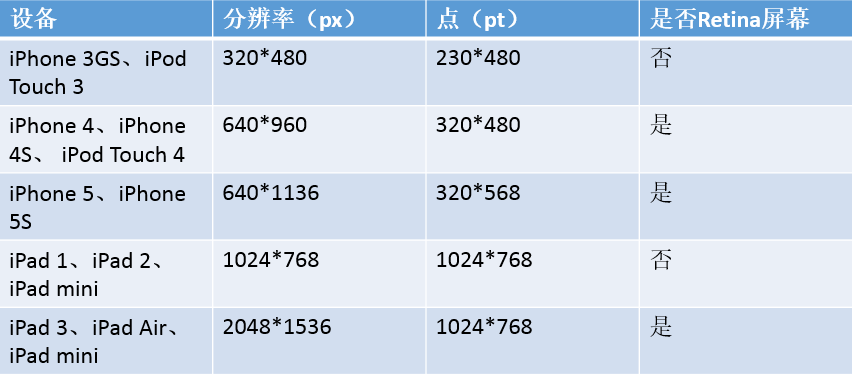 设备 分辨率（px） 点（pt） 是否Retina屏幕
iPhone 3GS、iPod 320*480 230*480 否
Touch 3
iPhone 4、iPhone 640*960 320*480 是
4S、 iPod Touch 4
iPhone 5、iPhone 640*1136 320*568 是
5S
iPad 1、iPad 2、 1024*768 1024*768 否
iPad mini
iPad 3、iPad Air、 2048*1536 1024*768 是
iPad mini